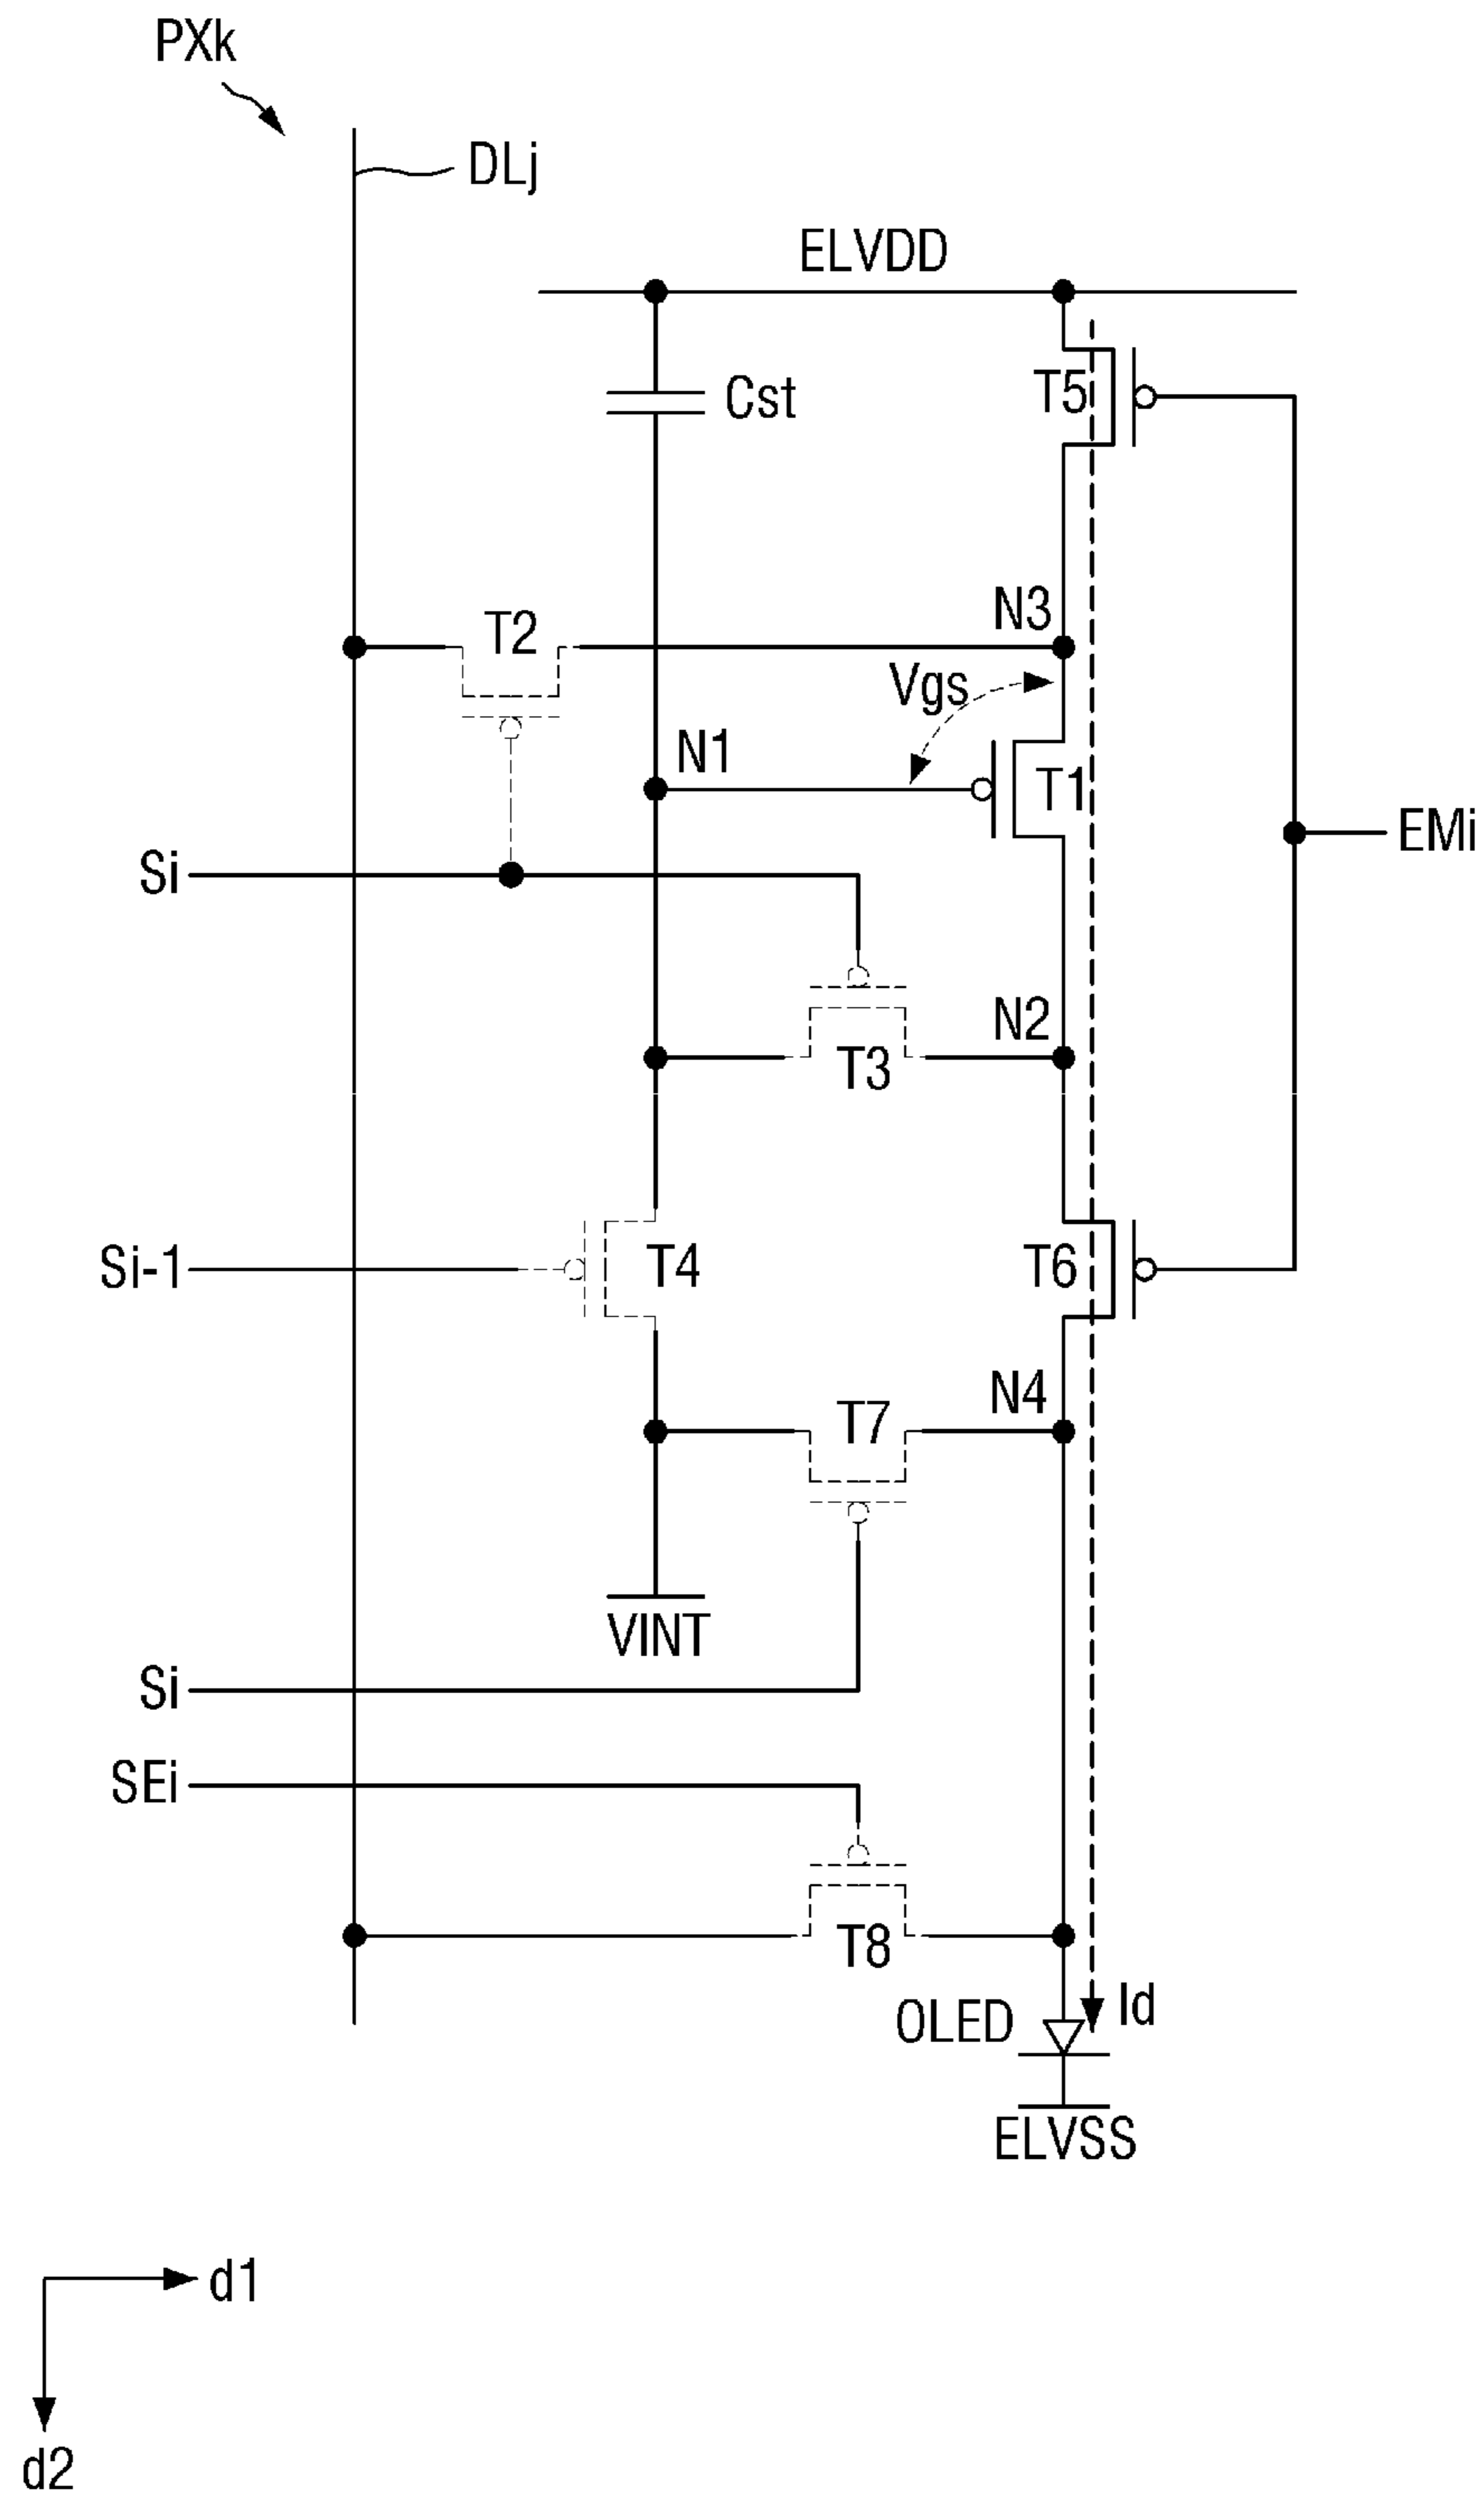 PXk
DLj
ELVDD
Cst
T5
N3
T2
Vgs
N1
T1
EMi
Si
N2
T3
Si-1
T4
T6
N4
T7
VINT
Si
SEi
T8
OLED
Id
ELVSS
d1
d2